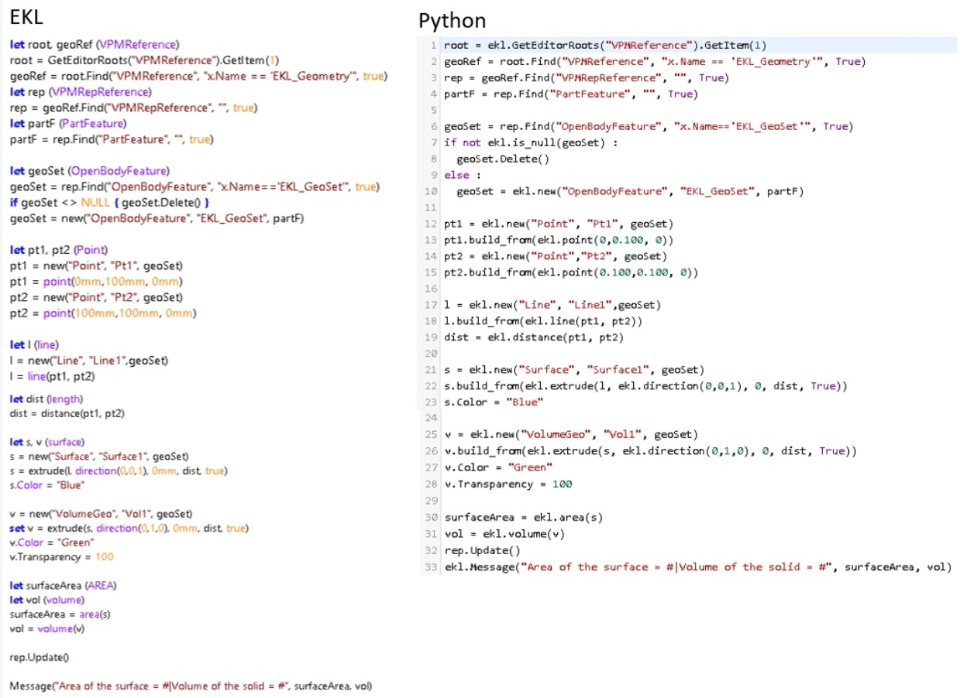 EKL
let root, geoRef (VPMReference)
root = GetEditorRoots("VPMReference").GetItem(1)
geoRef = root.Find("VPMReference", "x.Name == 'EKL_Geometry'", true)
let rep (VPMRepReference)
rep = geoRef.Find("VPMRepReference", "", true)
let partF (PartFeature)
partF = rep.Find("PartFeature", "", true)
let geoSet (OpenBodyFeature)
geoSet = rep.Find("OpenBodyFeature", "x.Name=='EKL_GeoSet'", true)
if geoSet <> NULL { geoSet.Delete() }
geoSet = new("OpenBodyFeature", "EKL_GeoSet", partF)
let pt1, pt2 (Point)
pt1 = new("Point", "Pt1", geoSet)
pt1 = point(0mm,100mm, 0mm)
pt2 = new("Point", "Pt2", geoSet)
pt2 = point(100mm,100mm, 0mm)
let l (line)
l = new("Line", "Line1",geoSet)
l = line(pt1, pt2)
let dist (length)
dist = distance(pt1, pt2)
let s, v (surface)
s = new("Surface", "Surface1", geoSet)
s = extrude(l, direction(0,0,1), 0mm, dist, true)
s.Color = "Blue"
v = new("VolumeGeo", "Vol1", geoSet)
set v = extrude(s, direction(0,1,0), 0mm, dist, true)
v.Color = "Green"
v.Transparency = 100
let surfaceArea (AREA)
let vol (volume)
surfaceArea = area(s)
vol = volume(v)
rep.Update()
Message("Area of the surface = #|Volume of the solid = #", surfaceArea, vol)
Python
1 root = ekl.GetEditorRoots("VPMReference").GetItem(1)
2 geoRef = root.Find("VPMReference", "x.Name == 'EKL_Geometry'", True)
3 rep = geoRef.Find("VPMRepReference", "", True)
4 partF = rep.Find("PartFeature", "", True)
5
6 geoSet = rep.Find("OpenBodyFeature", "x.Name=='EKL_GeoSet'", True)
7 if not ekl.is_null(geoSet) :
8 geoSet.Delete()
9 else :
10 geoSet = ekl.new("OpenBodyFeature", "EKL_GeoSet", partF)
11
12 pt1 = ekl.new("Point", "Pt1", geoSet)
13 pt1.build_from(ekl.point(0,0.100, 0))
14 pt2 = ekl.new("Point","Pt2", geoSet)
15 pt2.build_from(ekl.point(0.100,0.100, 0))
16
17 l = ekl.new("Line", "Line1",geoSet)
18 l.build_from(ekl.line(pt1, pt2))
19 dist = ekl.distance(pt1, pt2)
20
21 s = ekl.new("Surface", "Surface1", geoSet)
22 s.build_from(ekl.extrude(l, ekl.direction(0,0,1), 0, dist, True))
23 s.Color = "Blue"
24
25 v = ekl.new("VolumeGeo", "Vol1", geoSet)
26 v.build_from(ekl.extrude(s, ekl.direction(0,1,0), 0, dist, True))
27 v.Color = "Green"
28 v.Transparency = 100
29
30 surfaceArea = ekl.area(s)
31 vol = ekl.volume(v)
32 rep.Update()
33 ekl.Message("Area of the surface = #|Volume of the solid = #", surfaceArea, vol)